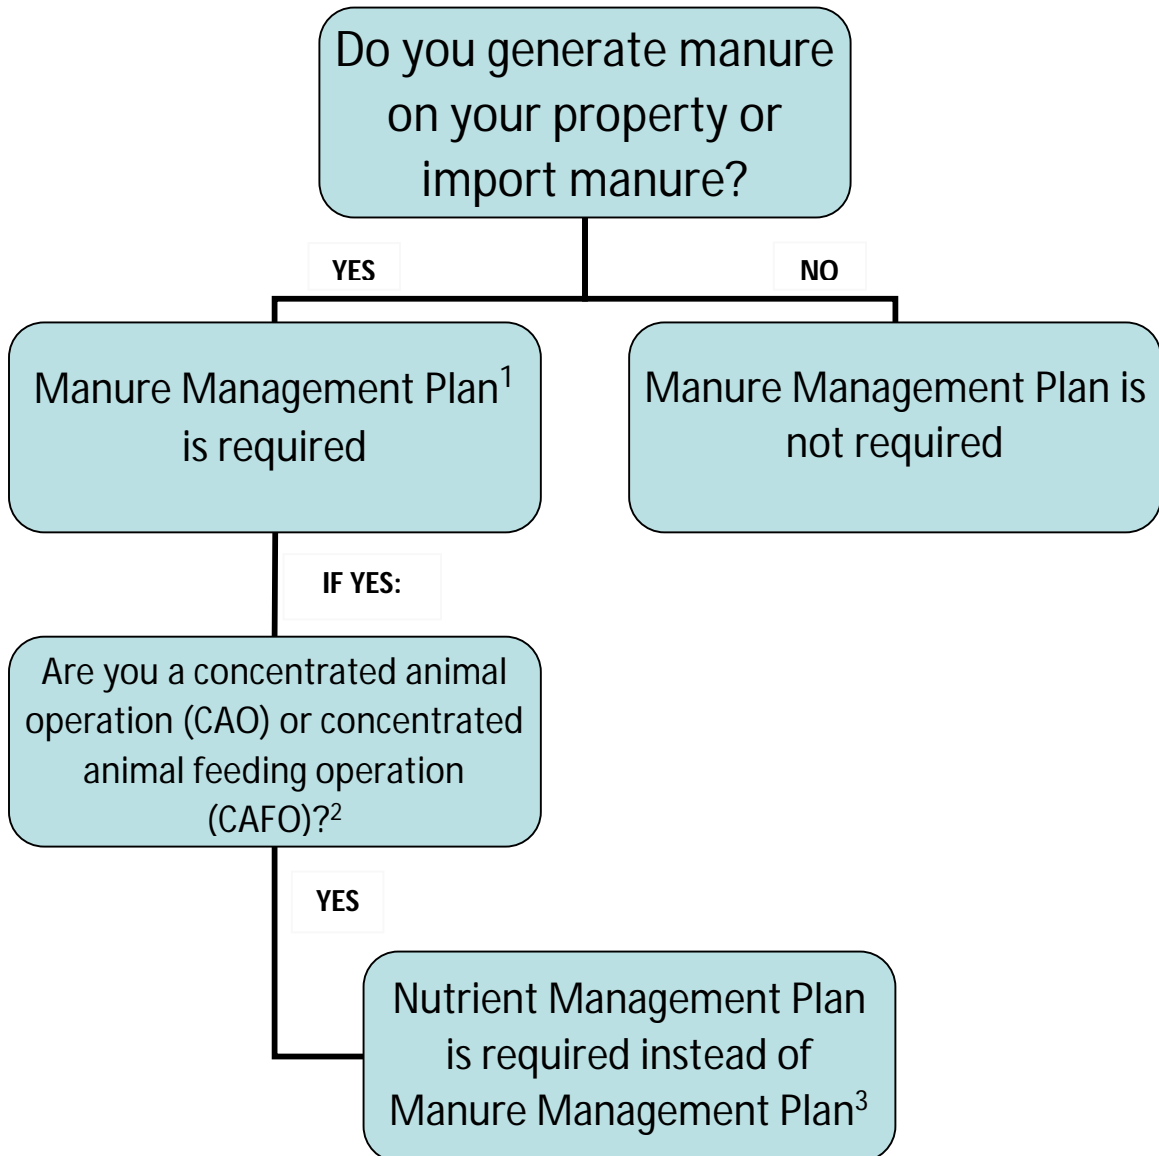 Do you generate manure
on your property or
import manure?
YES
NO
Manure Management Plan¹
is required
Manure Management Plan is
not required
IF YES:
Are you a concentrated animal
operation (CAO) or concentrated
animal feeding operation
(CAFO)?²
YES
Nutrient Management Plan
is required instead of
Manure Management Plan³